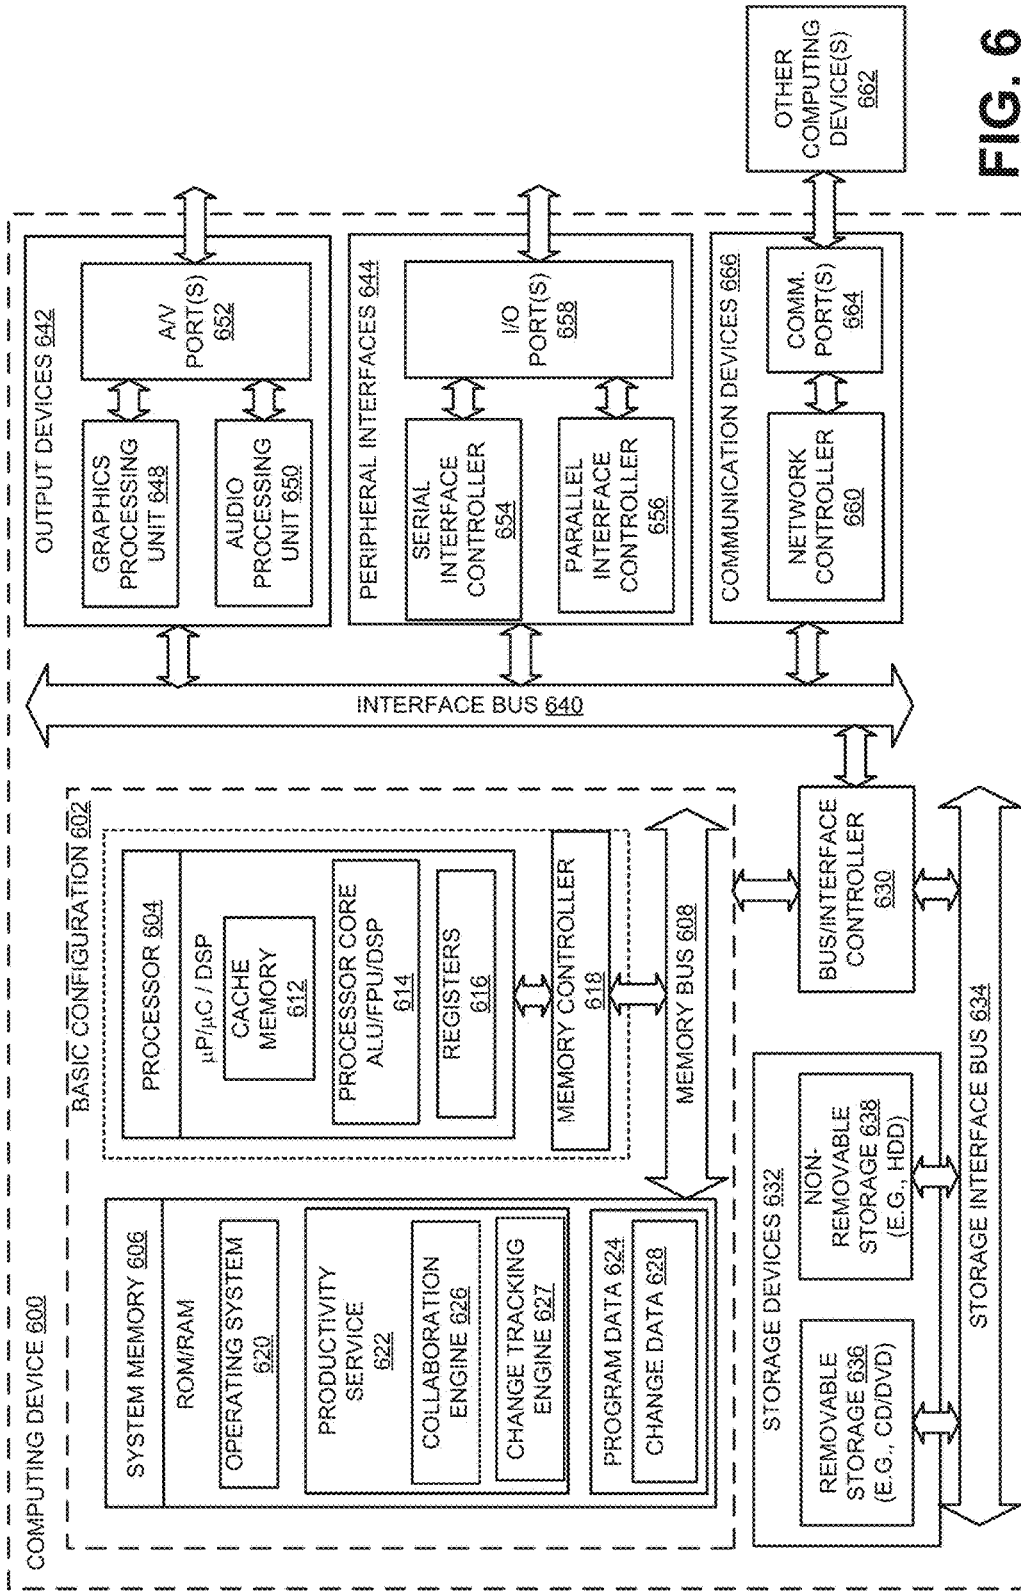 COMPUTING DEVICE 600
BASIC CONFIGURATION 602
SYSTEM MEMORY 606
ROM/RAM
OPERATING SYSTEM
620
PRODUCTIVITY
SERVICE
622
COLLABORATION
ENGINE 626
CHANGE TRACKING
ENGINE 627
PROGRAM DATA 624
CHANGE DATA 628
PROCESSOR 604
µP/µC / DSP
CACHE
MEMORY
612
PROCESSOR CORE
ALU/FPU/DSP
614
REGISTERS
616
MEMORY CONTROLLER
618
MEMORY BUS 608
STORAGE DEVICES 632
REMOVABLE
STORAGE 636
(E.G., CD/DVD)
NON-
REMOVABLE
STORAGE 638
(E.G., HDD)
STORAGE INTERFACE BUS 634
BUS/INTERFACE
CONTROLLER
630
INTERFACE BUS 640
OUTPUT DEVICES 642
GRAPHICS
PROCESSING
UNIT 648
AUDIO
PROCESSING
UNIT 650
A/V
PORT(S)
652
PERIPHERAL INTERFACES 644
SERIAL
INTERFACE
CONTROLLER
654
PARALLEL
INTERFACE
CONTROLLER
656
I/O
PORT(S)
658
COMMUNICATION DEVICES 666
NETWORK
CONTROLLER
660
COMM.
PORT(S)
664
OTHER
COMPUTING
DEVICE(S)
662
FIG. 6